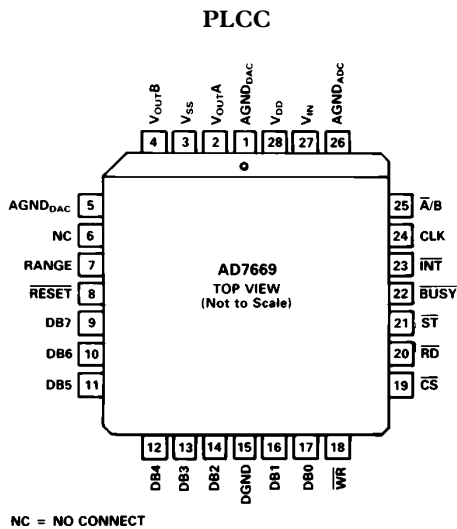 PLCC
VOUTB
VSS
VOUTA
AGNDDAC
VDD
VIN
AGNDADC
4 3 2 1 28 27 26
AGNDDAC 5
NC 6
RANGE 7
RESET 8
DB7 9
DB6 10
DB5 11
AD7669
TOP VIEW
(Not to Scale)
25 A/B
24 CLK
23 INT
22 BUSY
21 ST
20 RD
19 CS
12 13 14 15 16 17 18
DB4
DB3
DB2
DGND
DB1
DB0
WR
NC = NO CONNECT